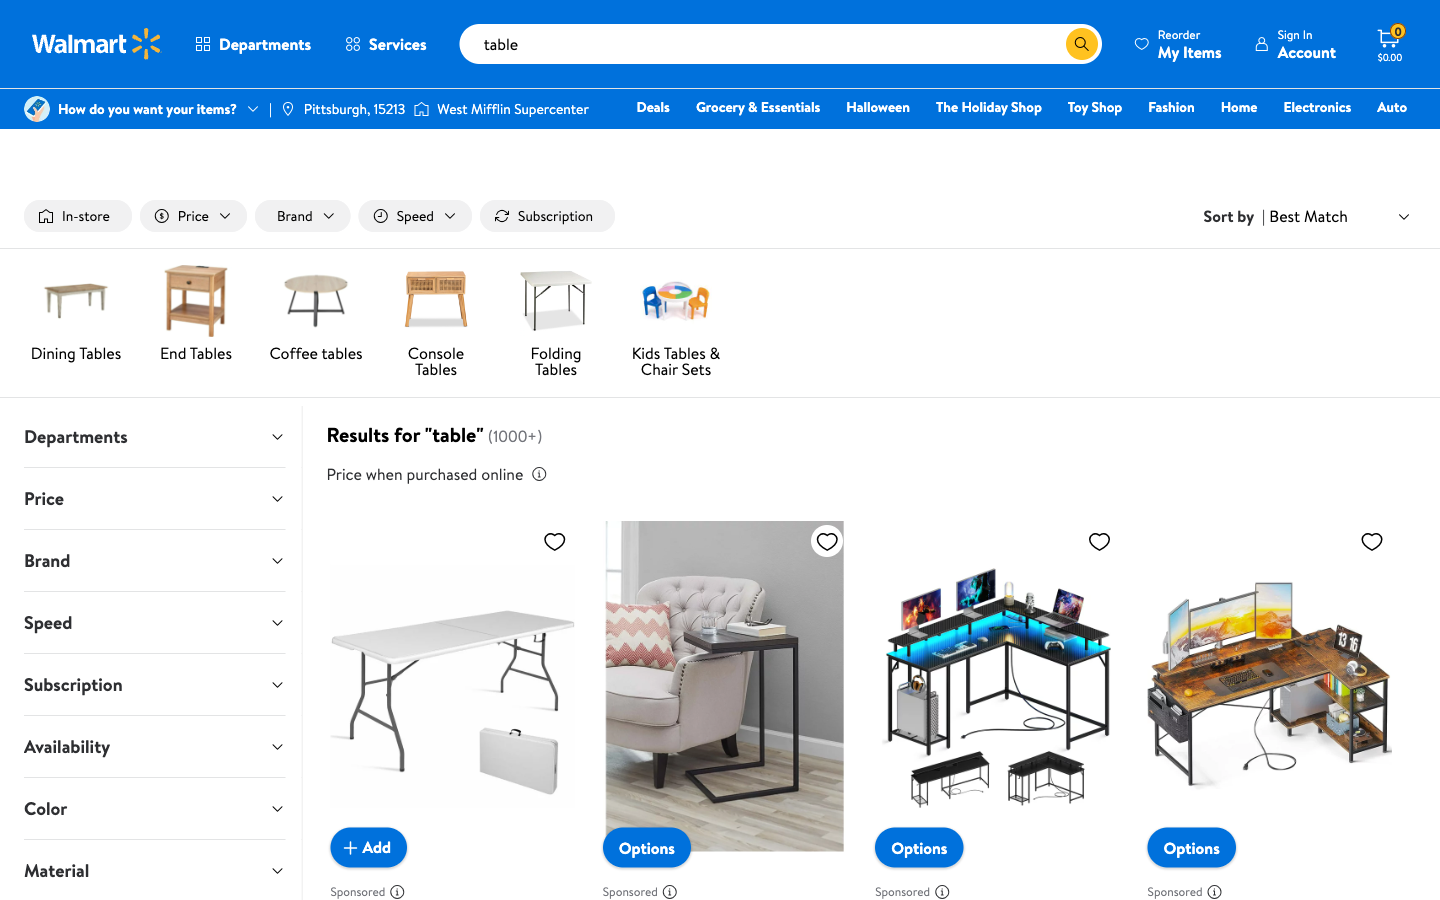 Walmart
Departments
Services
table
Reorder
My Items
Sign In
Account
0
$0.00
How do you want your items?
|
Pittsburgh, 15213
West Mifflin Supercenter
Deals
Grocery & Essentials
Halloween
The Holiday Shop
Toy Shop
Fashion
Home
Electronics
Auto
In-store
Price
Brand
Speed
Subscription
Sort by
| Best Match
Dining Tables
End Tables
Coffee tables
Console
Tables
Folding
Tables
Kids Tables &
Chair Sets
Departments
Price
Brand
Speed
Subscription
Availability
Color
Material
Results for "table" (1000+)
Price when purchased online
13 16
Add
Options
Options
Options
Sponsored
Sponsored
Sponsored
Sponsored